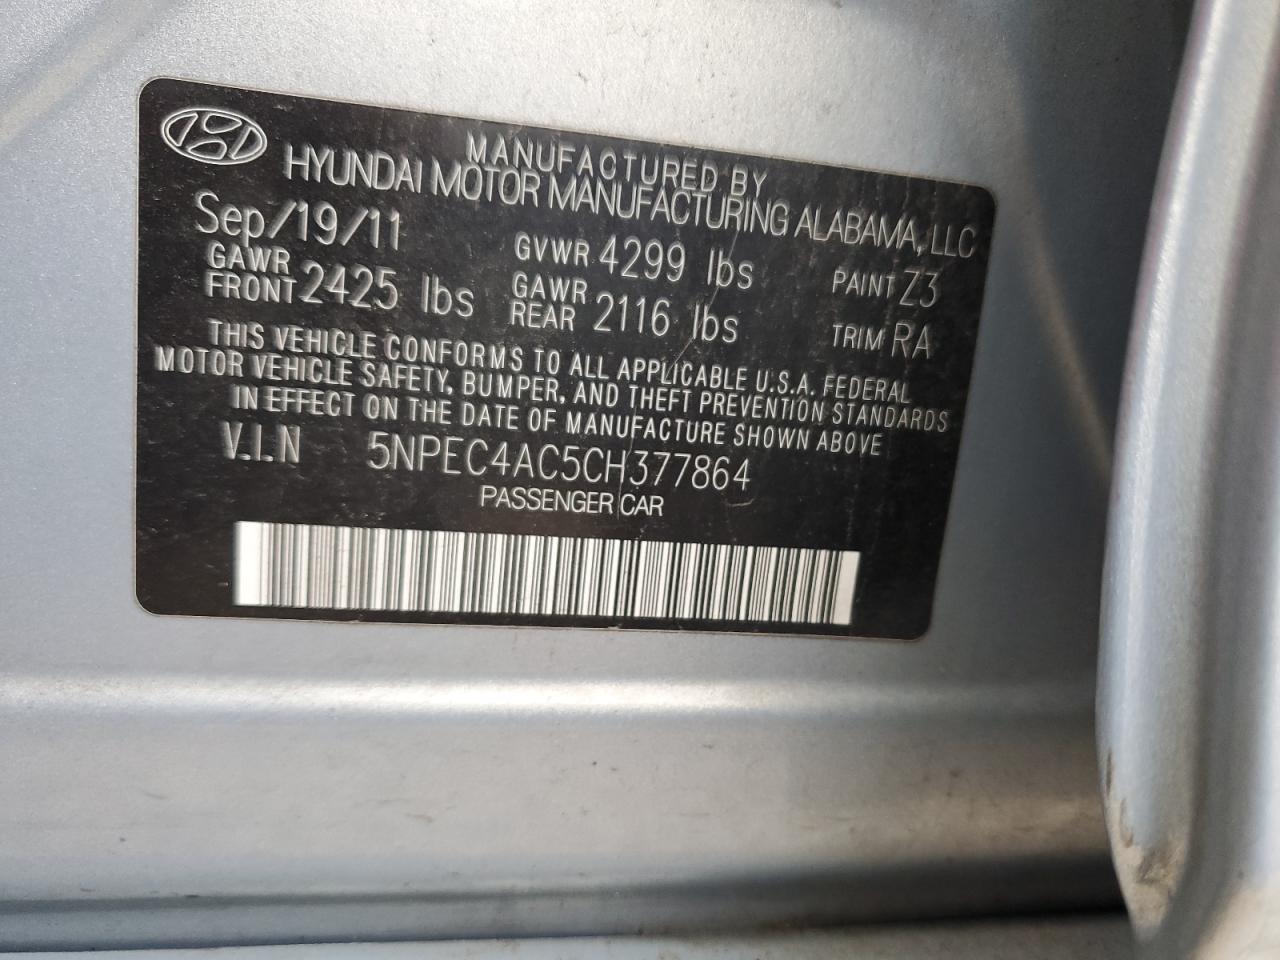 MANUFACTURED BY
HYUNDAI MOTOR MANUFACTURING ALABAMA, LLC
Sep/19/11 GVWR 4299 lbs PAINT Z3
GAWR FRONT 2425 lbs GAWR REAR 2116 lbs TRIM RA
THIS VEHICLE CONFORMS TO ALL APPLICABLE U.S.A. FEDERAL
MOTOR VEHICLE SAFETY, BUMPER, AND THEFT PREVENTION STANDARDS
IN EFFECT ON THE DATE OF MANUFACTURE SHOWN ABOVE
V.I.N 5NPEC4AC5CH377864
PASSENGER CAR